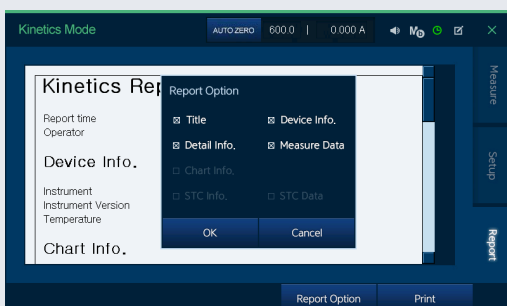 Kinetics Mode
AUTO ZERO
600.0 | 0.000 A
Kinetics Rep
Report time
Operator
Device Info.
Instrument
Instrument Version
Temperature
Chart Info.
Report Option
Title
Device Info.
Detail Info.
Measure Data
Chart Info.
STC Info.
STC Data
OK
Cancel
Measure
Setup
Report
Report Option
Print